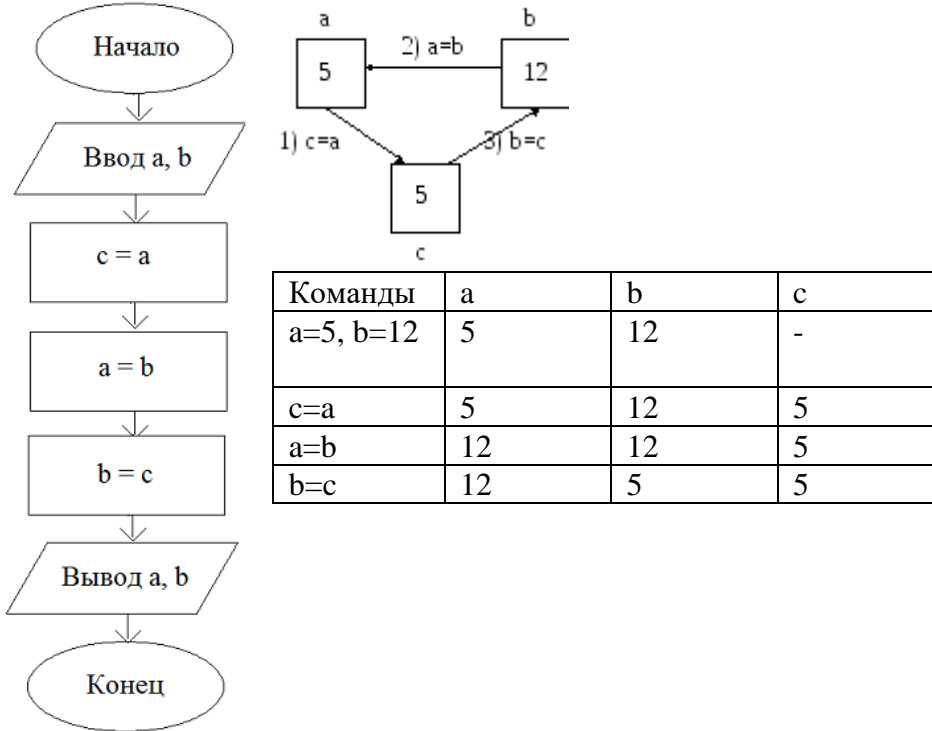 Начало
Ввод a, b
c = a
a = b
b = c
Вывод a, b
Конец
a b
2) a=b
5 12
1) c=a 3) b=c
5
c
Команды a b c
a=5, b=12 5 12 -
c=a 5 12 5
a=b 12 12 5
b=c 12 5 5